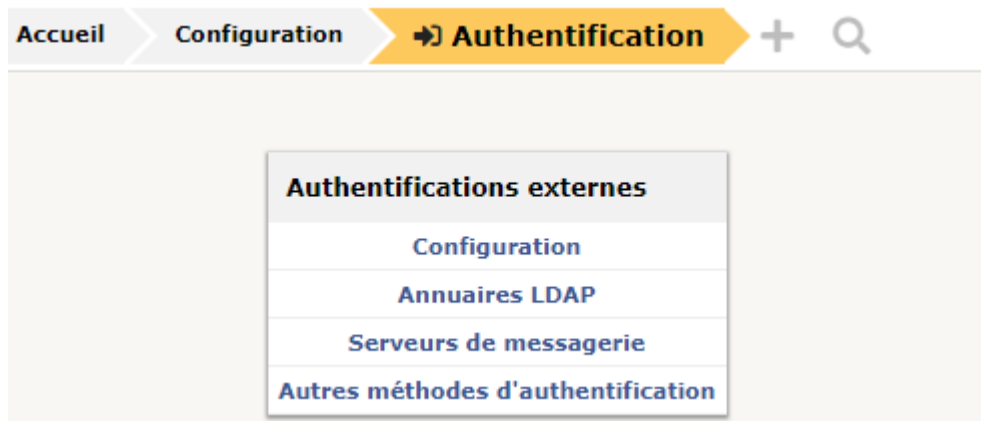 Accueil Configuration Authentification
Authentifications externes
Configuration
Annuaires LDAP
Serveurs de messagerie
Autres méthodes d'authentification